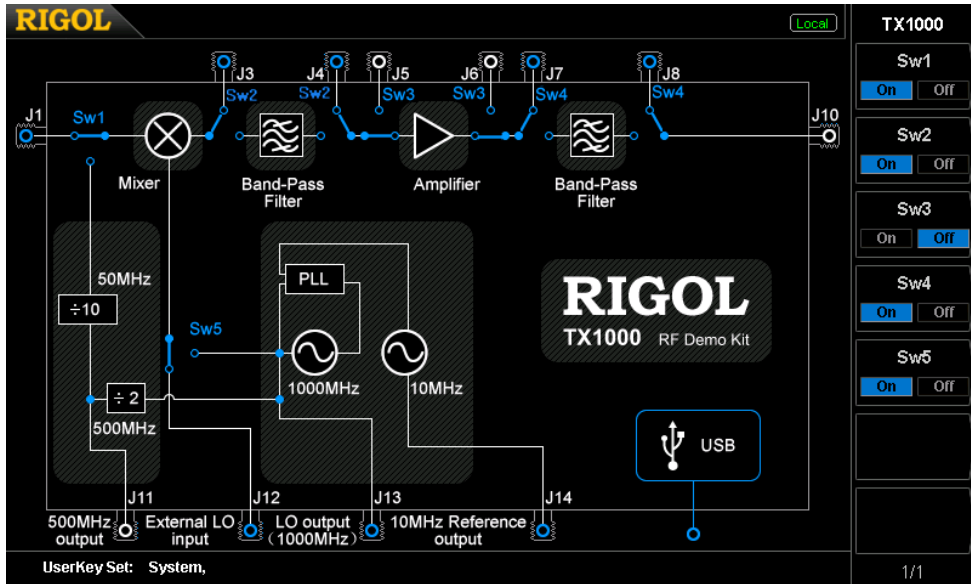 RIGOL
Local
TX1000
J1
J3
J4
J5
J6
J7
J8
J10
Sw1
Sw2
Sw2
Sw3
Sw3
Sw4
Sw4
Mixer
Band-Pass
Filter
Amplifier
Band-Pass
Filter
50MHz
÷10
Sw5
÷ 2
500MHz
PLL
1000MHz
10MHz
RIGOL
TX1000 RF Demo Kit
USB
J11
J12
J13
J14
500MHz
output
External LO
input
LO output
(1000MHz)
10MHz Reference
output
Sw1
On Off
Sw2
On Off
Sw3
On Off
Sw4
On Off
Sw5
On Off
UserKey Set: System,
1/1